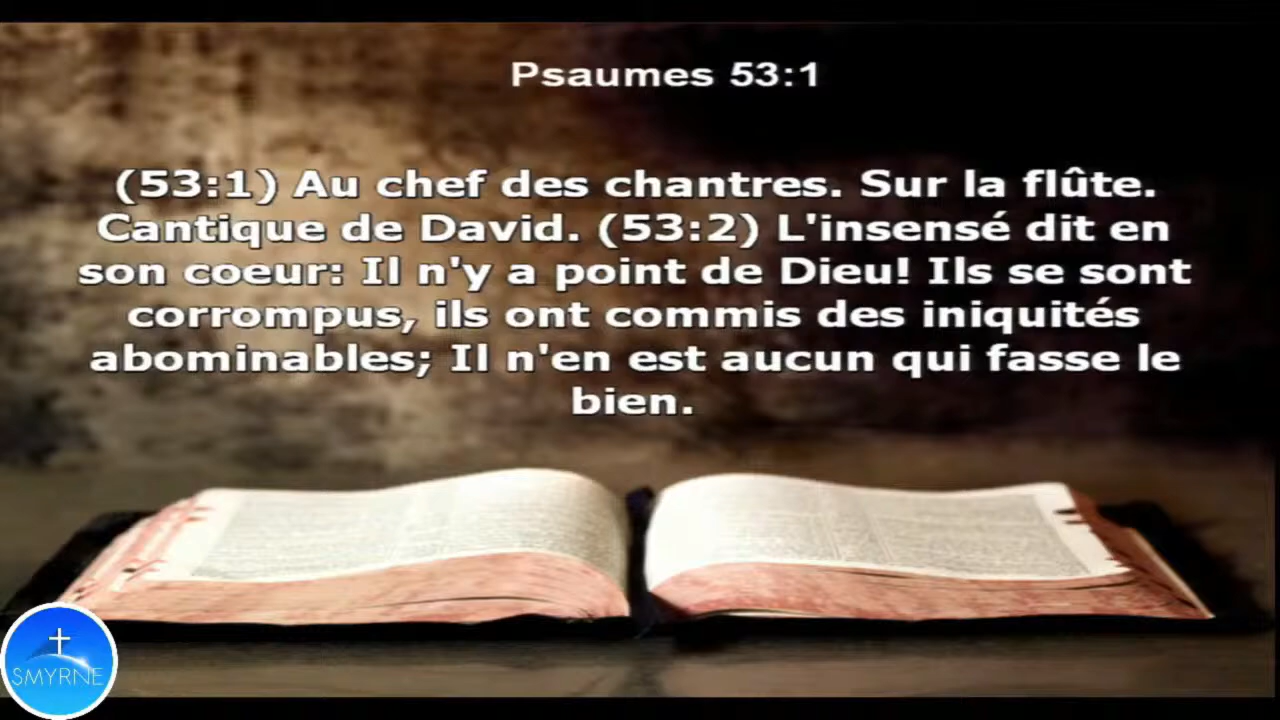 Psaumes 53:1
(53:1) Au chef des chantres. Sur la flûte.
Cantique de David. (53:2) L'insensé dit en
son coeur: Il n'y a point de Dieu! Ils se sont
corrompus, ils ont commis des iniquités
abominables; Il n'en est aucun qui fasse le
bien.
SMYRNE